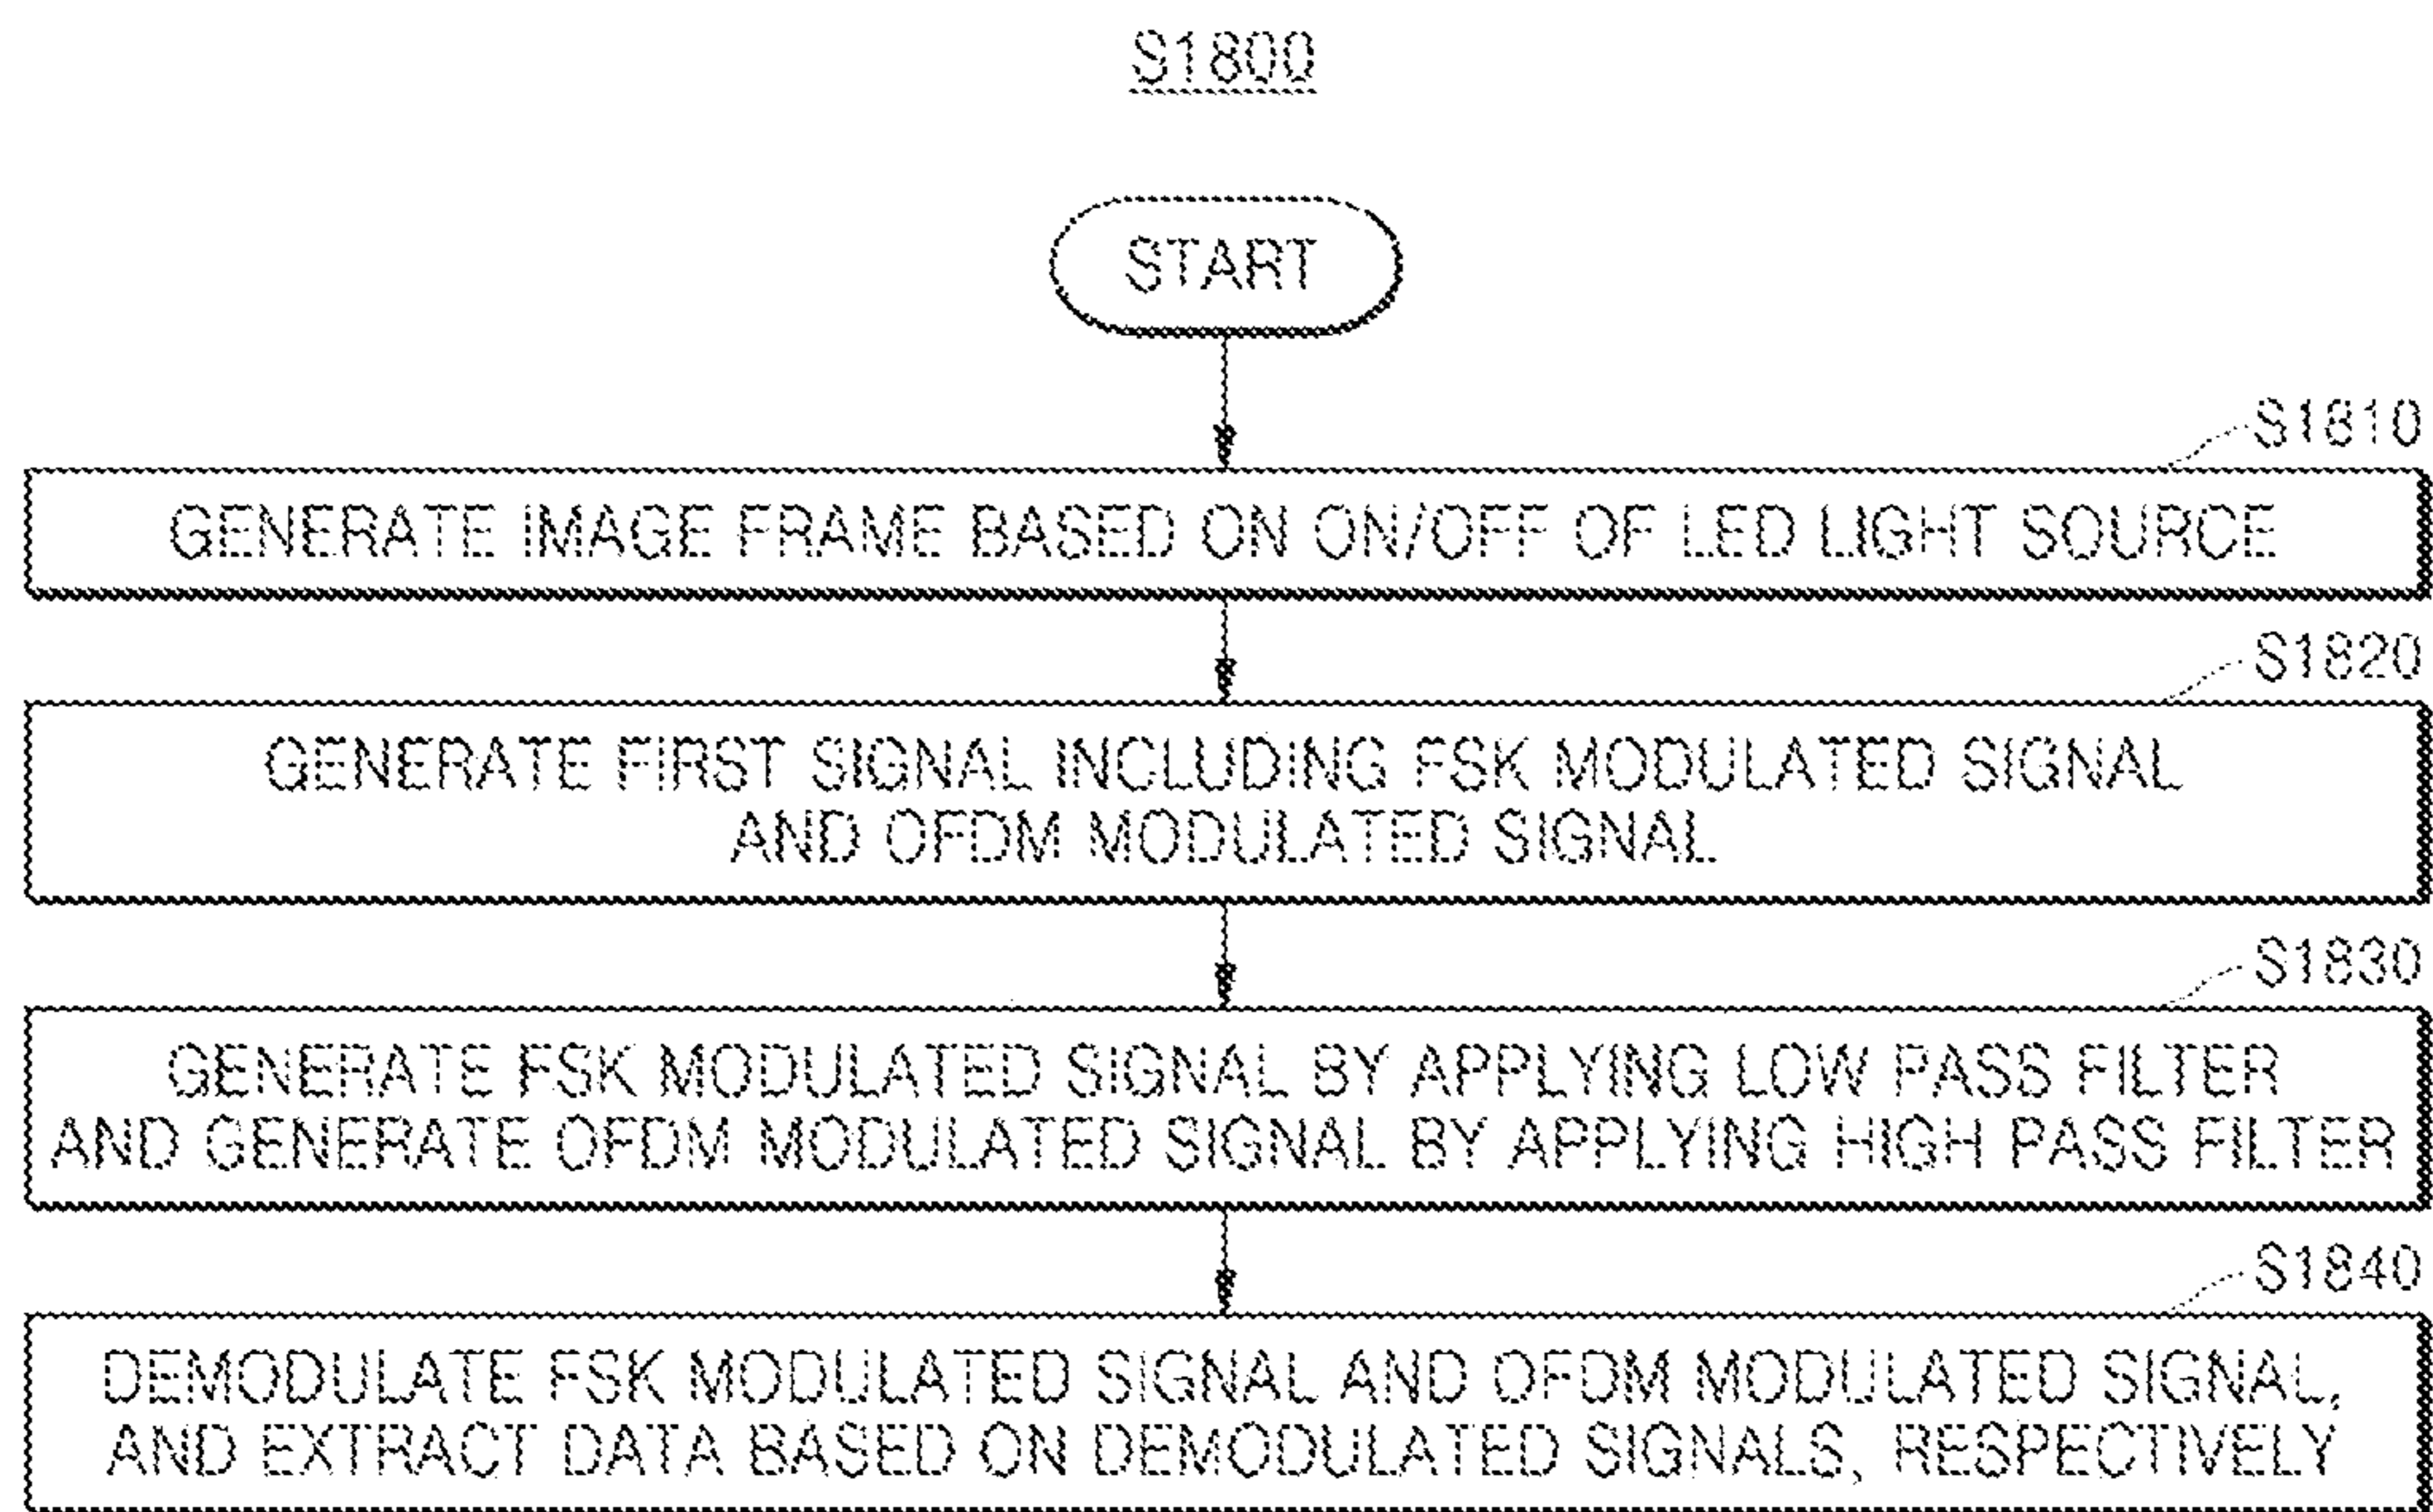 S1800
START
S1810
GENERATE IMAGE FRAME BASED ON ON/OFF OF LED LIGHT SOURCE
S1820
GENERATE FIRST SIGNAL INCLUDING FSK MODULATED SIGNAL
AND OFDM MODULATED SIGNAL
S1830
GENERATE FSK MODULATED SIGNAL BY APPLYING LOW PASS FILTER
AND GENERATE OFDM MODULATED SIGNAL BY APPLYING HIGH PASS FILTER
S1840
DEMODULATE FSK MODULATED SIGNAL AND OFDM MODULATED SIGNAL,
AND EXTRACT DATA BASED ON DEMODULATED SIGNALS, RESPECTIVELY